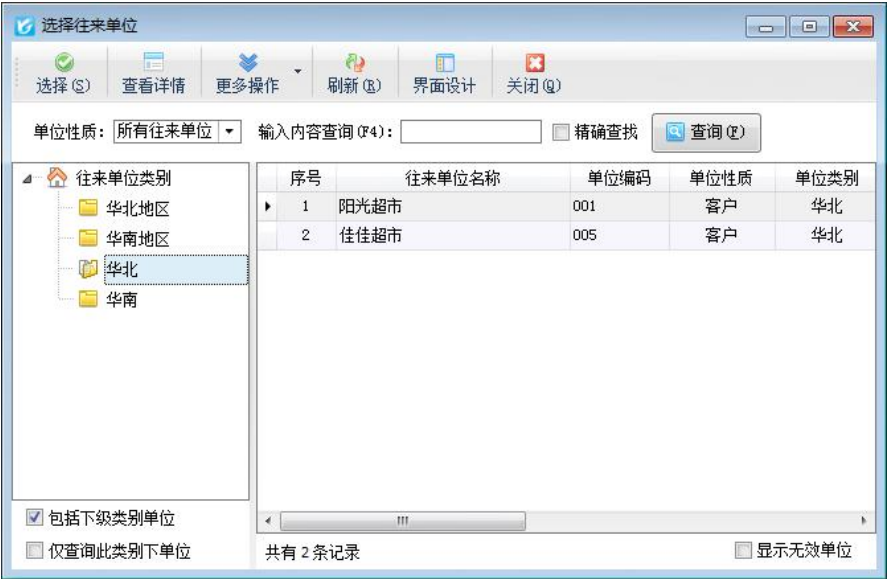 选择往来单位
选择(S) 查看详情 更多操作 刷新(R) 界面设计 关闭(Q)
单位性质: 所有往来单位 输入内容查询(F4): 精确查找 查询(F)
往来单位类别
华北地区
华南地区
华北
华南
序号 往来单位名称 单位编码 单位性质 单位类别
1 阳光超市 001 客户 华北
2 佳佳超市 005 客户 华北
包括下级类别单位
仅查询此类别下单位
共有2条记录 显示无效单位